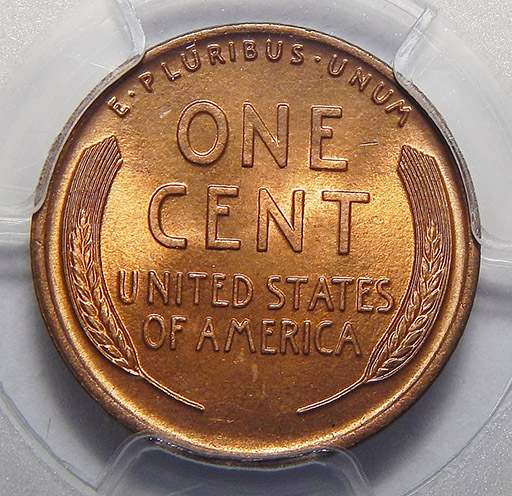 E·PLURIBUS·UNUM
ONE
CENT
UNITED STATES
OF AMERICA